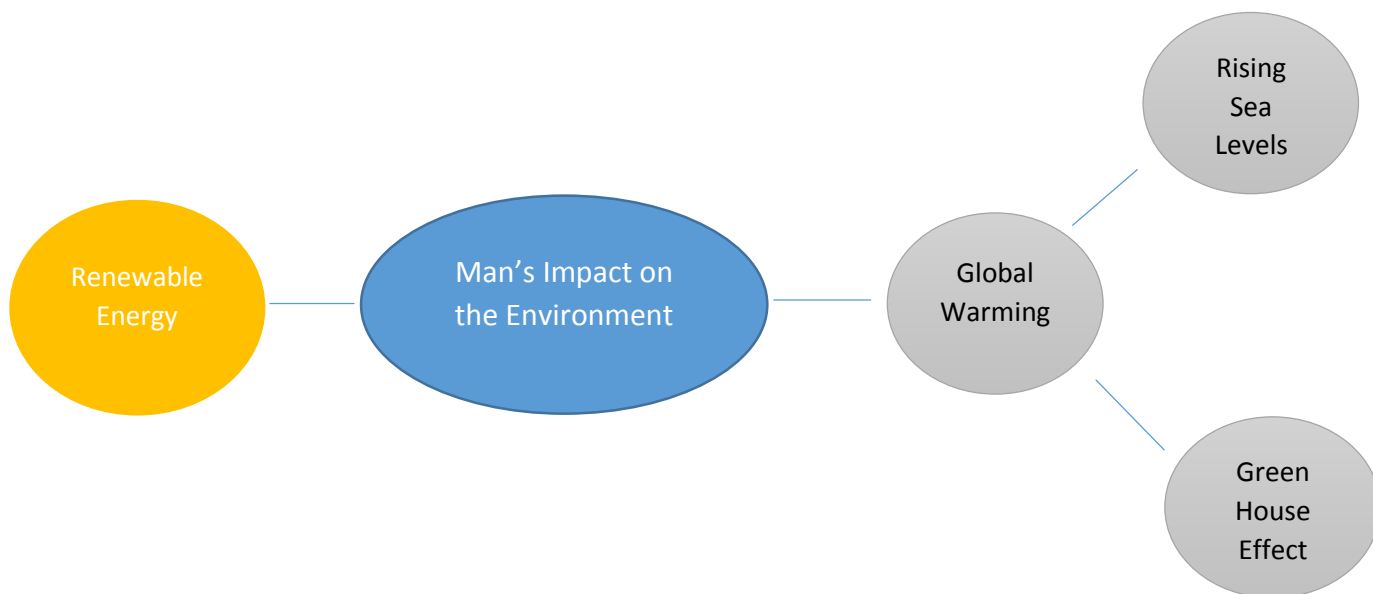 Renewable
Energy
Man’s Impact on
the Environment
Global
Warming
Rising
Sea
Levels
Green
House
Effect